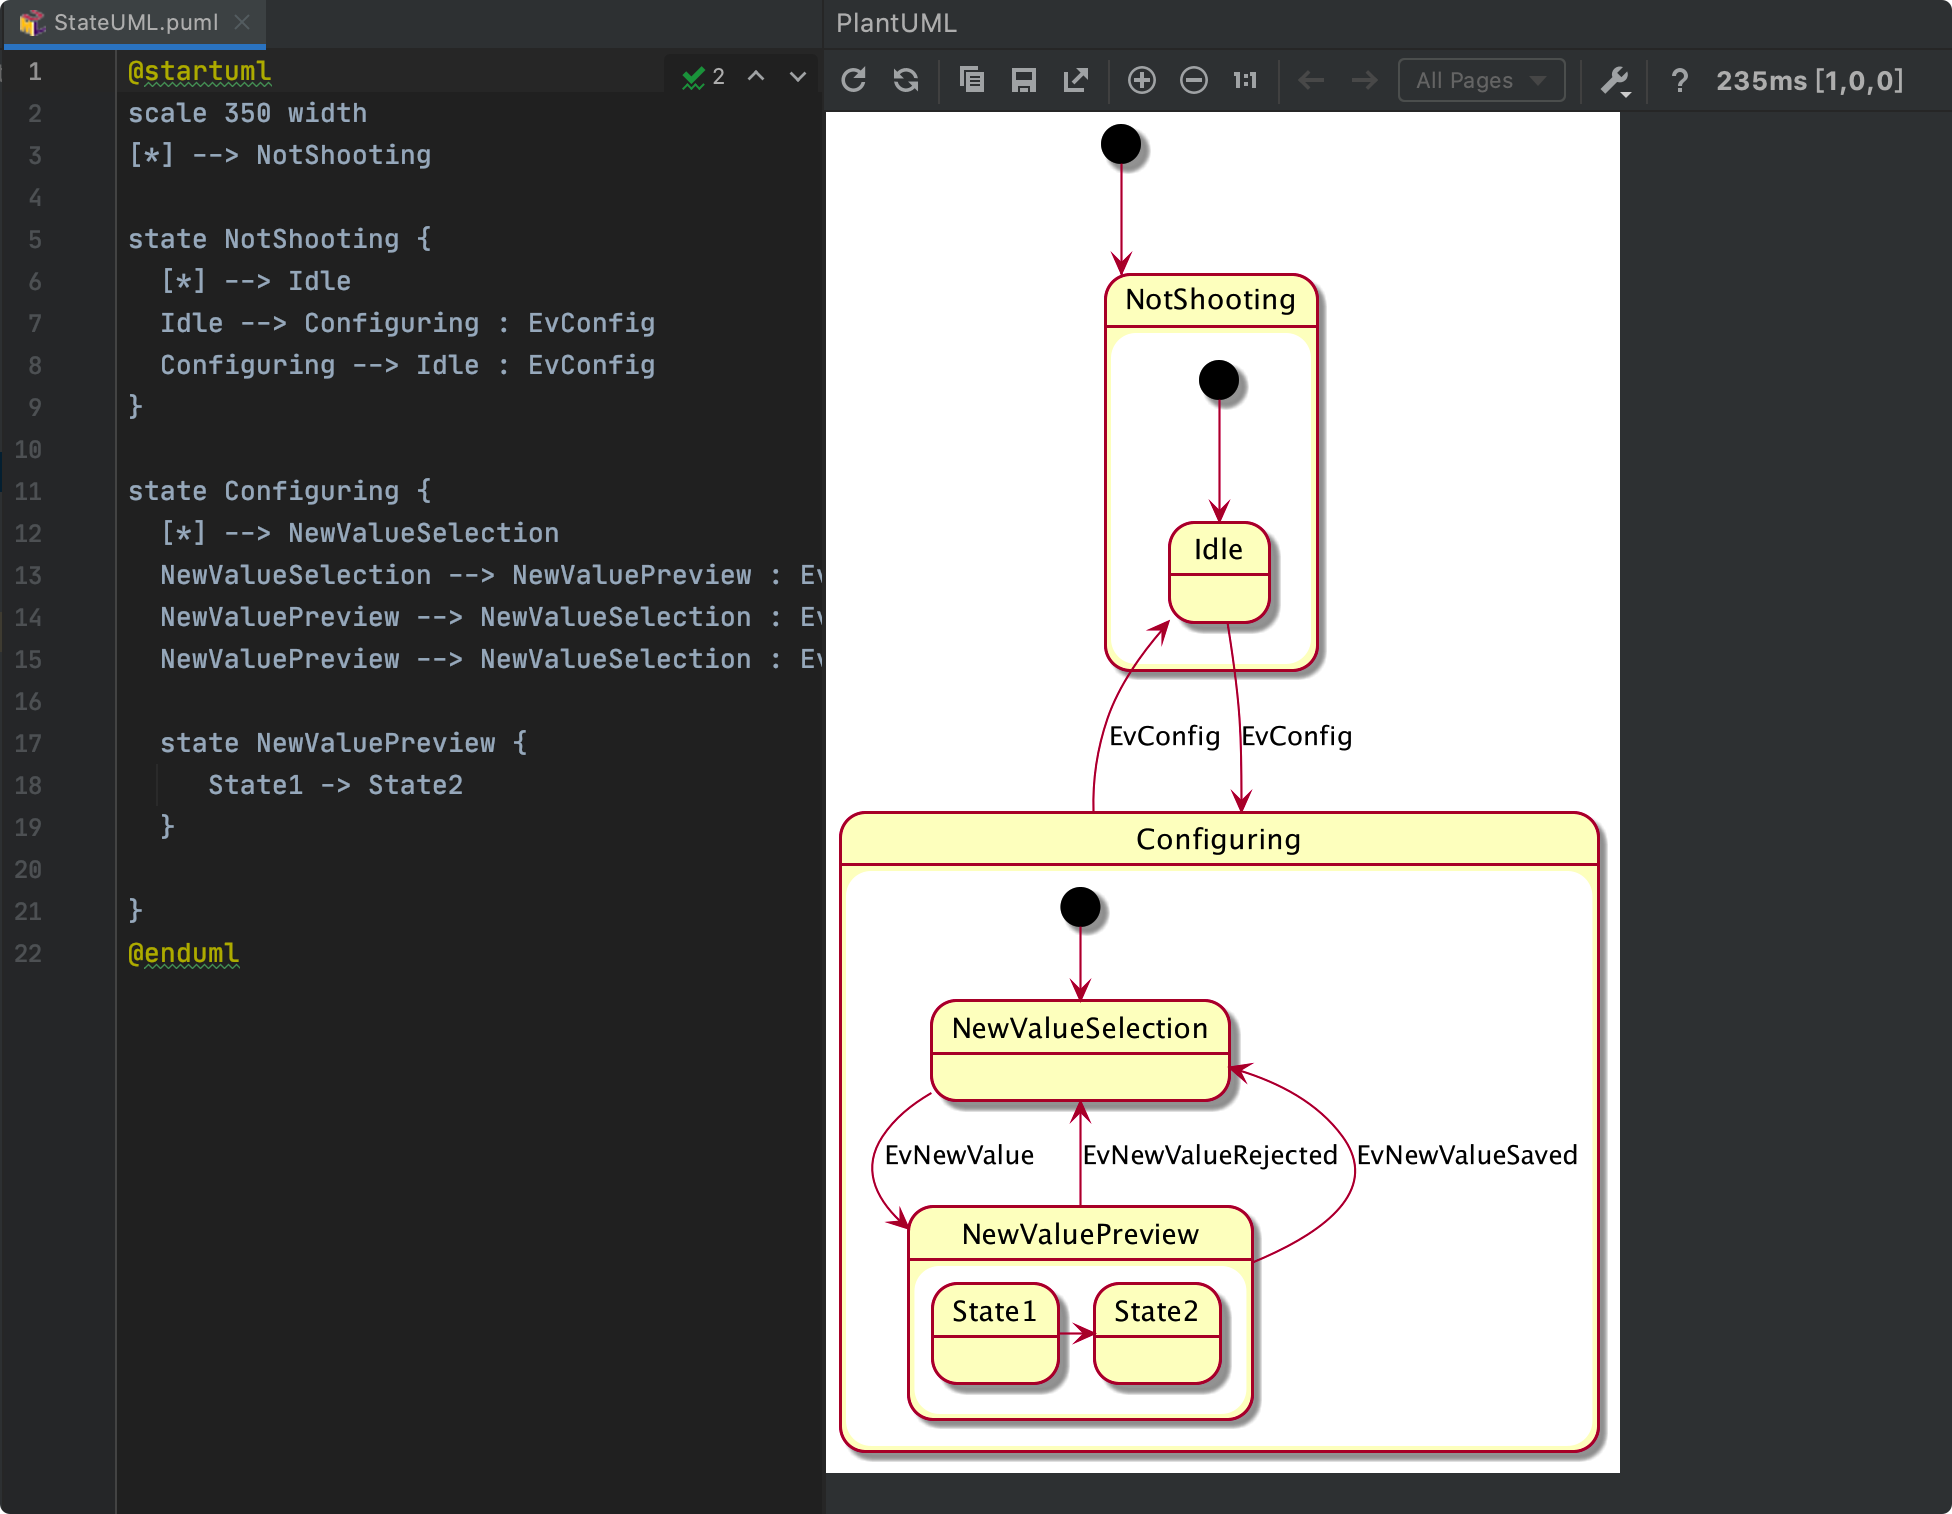 StateUML.puml
1 @startuml
2 scale 350 width
3 [*] --> NotShooting
4
5 state NotShooting {
6 [*] --> Idle
7 Idle --> Configuring : EvConfig
8 Configuring --> Idle : EvConfig
9 }
10
11 state Configuring {
12 [*] --> NewValueSelection
13 NewValueSelection --> NewValuePreview : Ev
14 NewValuePreview --> NewValueSelection : Ev
15 NewValuePreview --> NewValueSelection : Ev
16
17 state NewValuePreview {
18 State1 -> State2
19 }
20
21 }
22 @enduml
2
PlantUML
1:1
All Pages
? 235ms [1,0,0]
NotShooting
Idle
EvConfig EvConfig
Configuring
NewValueSelection
EvNewValue EvNewValueRejected EvNewValueSaved
NewValuePreview
State1 State2